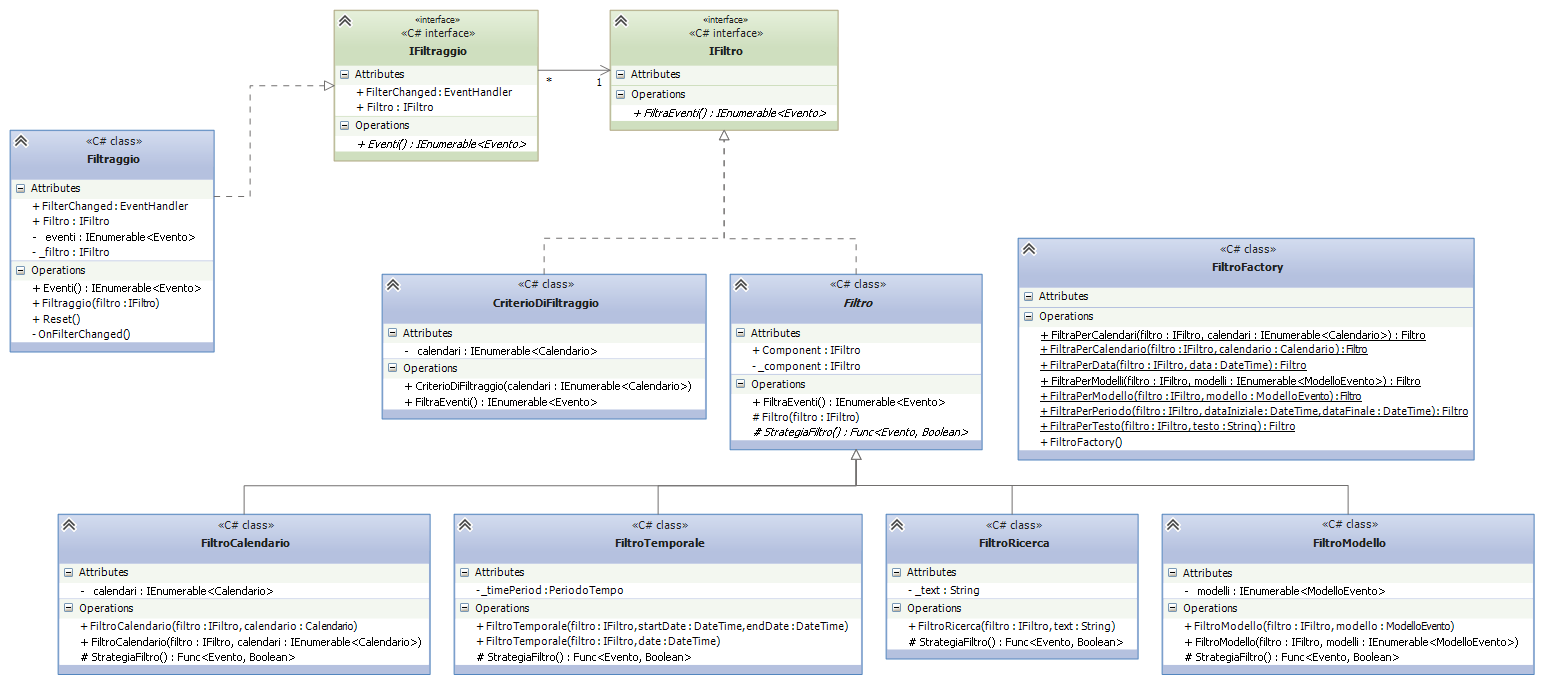 «interface»
«C# interface»
IFiltraggio
Attributes
+ FilterChanged : EventHandler
+ Filtro : IFiltro
Operations
+ Eventi() : IEnumerable<Evento>
*
1
«interface»
«C# interface»
IFiltro
Attributes
Operations
+ FiltraEventi() : IEnumerable<Evento>
«C# class»
Filtraggio
Attributes
+ FilterChanged : EventHandler
+ Filtro : IFiltro
- eventi : IEnumerable<Evento>
- _filtro : IFiltro
Operations
+ Eventi() : IEnumerable<Evento>
+ Filtraggio(filtro : IFiltro)
+ Reset()
- OnFilterChanged()
«C# class»
CriterioDiFiltraggio
Attributes
- calendari : IEnumerable<Calendario>
Operations
+ CriterioDiFiltraggio(calendari : IEnumerable<Calendario>)
+ FiltraEventi() : IEnumerable<Evento>
«C# class»
Filtro
Attributes
+ Component : IFiltro
- _component : IFiltro
Operations
+ FiltraEventi() : IEnumerable<Evento>
# Filtro(filtro : IFiltro)
# StrategiaFiltro() : Func<Evento, Boolean>
«C# class»
FiltroFactory
Attributes
Operations
+ FiltraPerCalendari(filtro : IFiltro, calendari : IEnumerable<Calendario>) : Filtro
+ FiltraPerCalendario(filtro : IFiltro, calendario : Calendario) : Filtro
+ FiltraPerData(filtro : IFiltro, data : DateTime) : Filtro
+ FiltraPerModelli(filtro : IFiltro, modelli : IEnumerable<ModelloEvento>) : Filtro
+ FiltraPerModello(filtro : IFiltro, modello : ModelloEvento) : Filtro
+ FiltraPerPeriodo(filtro : IFiltro, dataIniziale : DateTime, dataFinale : DateTime) : Filtro
+ FiltraPerTesto(filtro : IFiltro, testo : String) : Filtro
+ FiltroFactory()
«C# class»
FiltroCalendario
Attributes
- calendari : IEnumerable<Calendario>
Operations
+ FiltroCalendario(filtro : IFiltro, calendario : Calendario)
+ FiltroCalendario(filtro : IFiltro, calendari : IEnumerable<Calendario>)
# StrategiaFiltro() : Func<Evento, Boolean>
«C# class»
FiltroTemporale
Attributes
- _timePeriod : PeriodoTempo
Operations
+ FiltroTemporale(filtro : IFiltro, startDate : DateTime, endDate : DateTime)
+ FiltroTemporale(filtro : IFiltro, date : DateTime)
# StrategiaFiltro() : Func<Evento, Boolean>
«C# class»
FiltroRicerca
Attributes
- _text : String
Operations
+ FiltroRicerca(filtro : IFiltro, text : String)
# StrategiaFiltro() : Func<Evento, Boolean>
«C# class»
FiltroModello
Attributes
- modelli : IEnumerable<ModelloEvento>
Operations
+ FiltroModello(filtro : IFiltro, modello : ModelloEvento)
+ FiltroModello(filtro : IFiltro, modelli : IEnumerable<ModelloEvento>)
# StrategiaFiltro() : Func<Evento, Boolean>